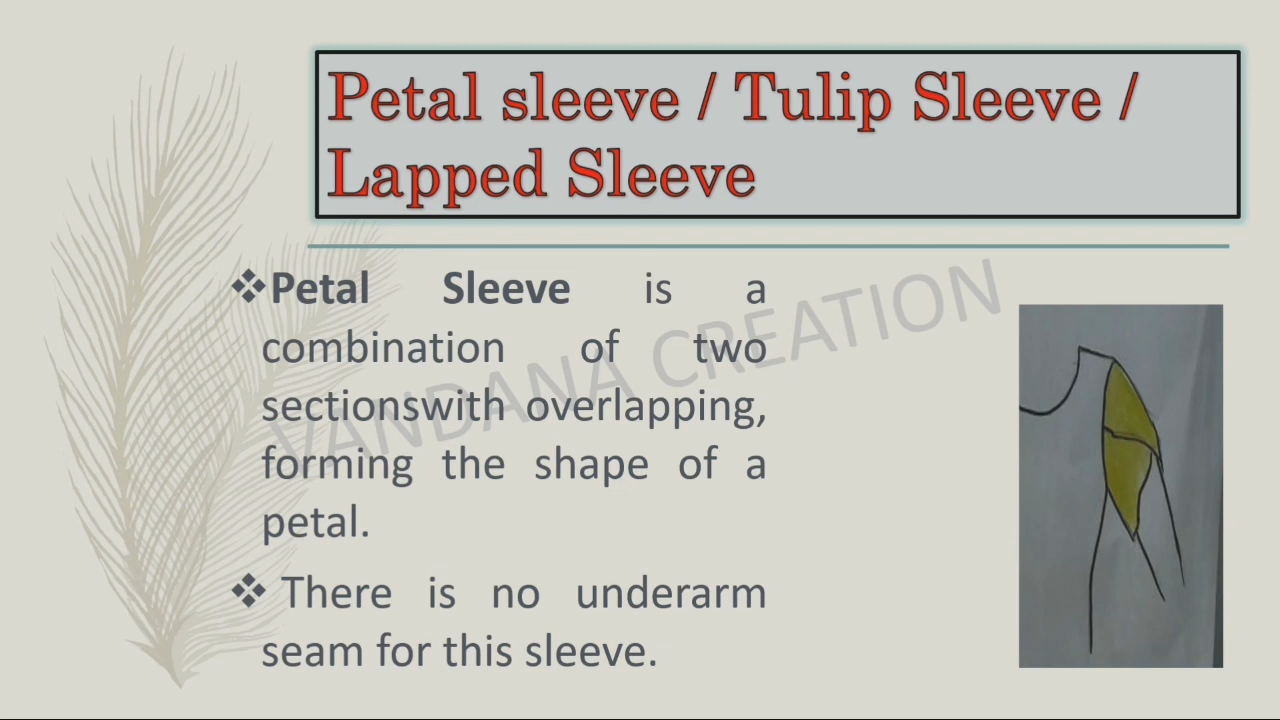 Petal sleeve / Tulip Sleeve /
Lapped Sleeve
❖Petal Sleeve is a
combination of two
sectionswith overlapping,
forming the shape of a
petal.
❖ There is no underarm
seam for this sleeve.
VANDANA CREATION